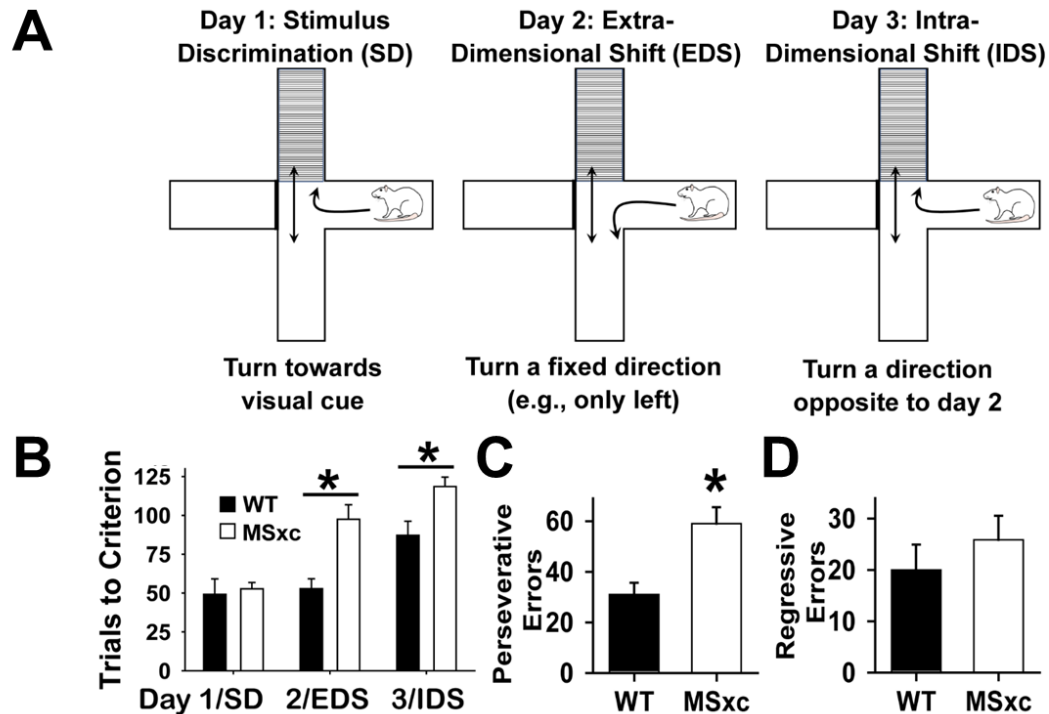 A
Day 1: Stimulus
Discrimination (SD)
Day 2: Extra-
Dimensional Shift (EDS)
Day 3: Intra-
Dimensional Shift (IDS)
Turn towards
visual cue
Turn a fixed direction
(e.g., only left)
Turn a direction
opposite to day 2
B
Trials to Criterion
125
100
75
50
25
0
WT
MSxc
*
*
Day 1/SD
2/EDS
3/IDS
C
Perseverative
Errors
60
40
20
0
*
WT
MSxc
D
Regressive
Errors
30
20
10
0
WT
MSxc